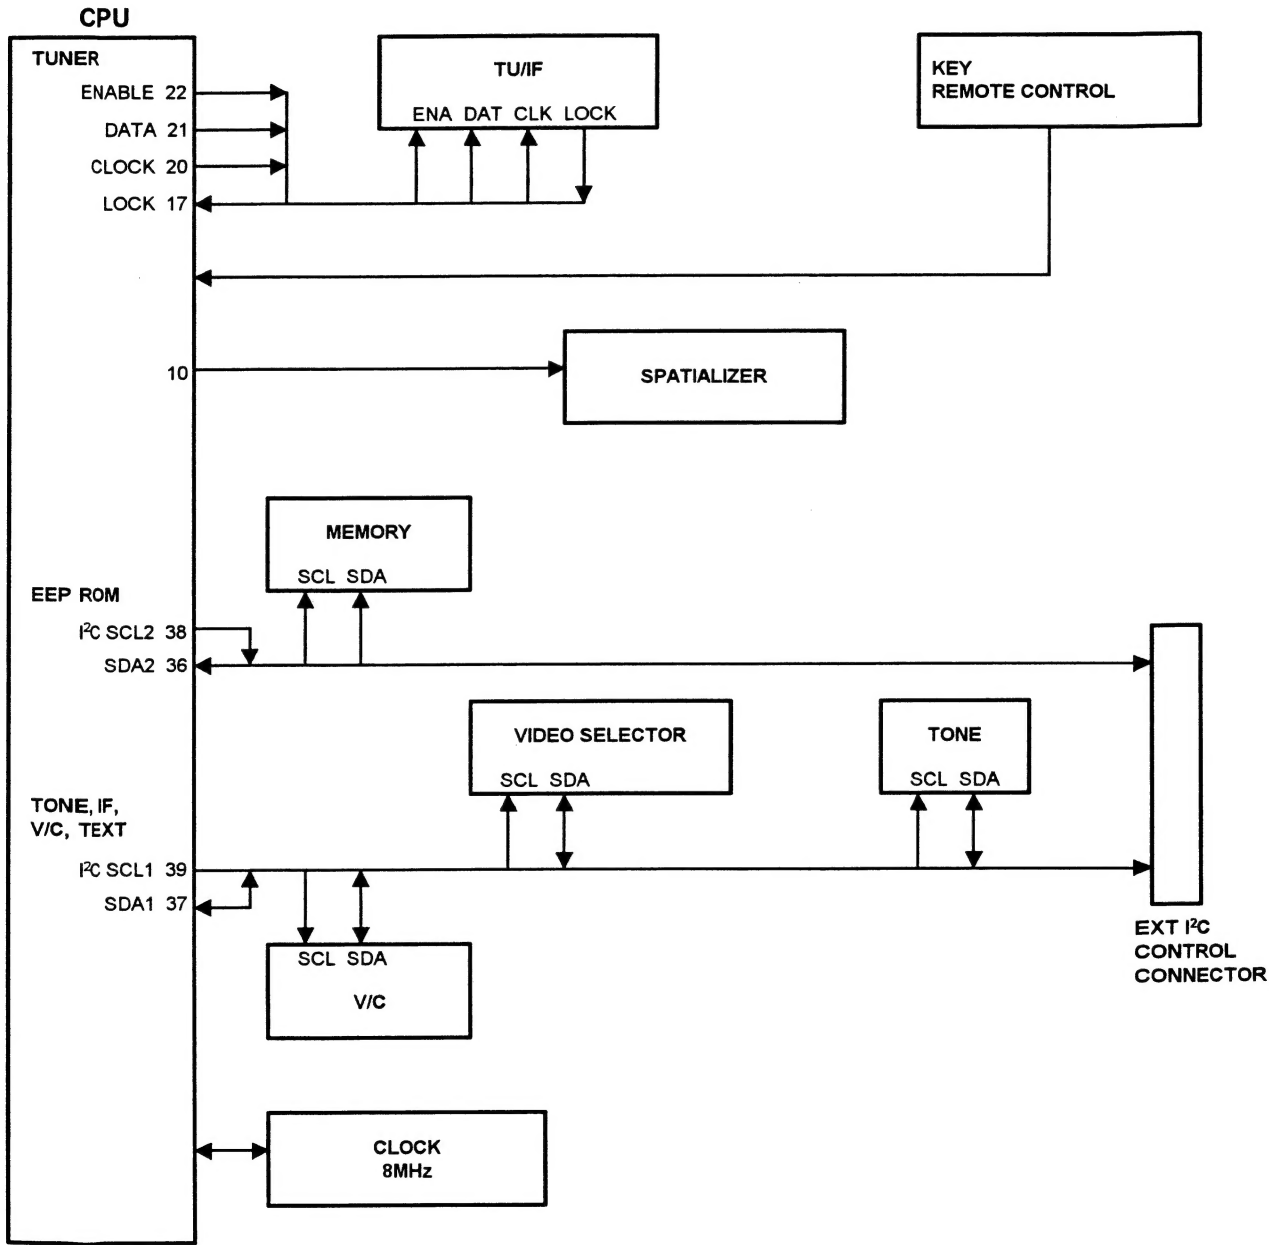 CPU
TUNER
ENABLE 22
DATA 21
CLOCK 20
LOCK 17
TU/IF
ENA DAT CLK LOCK
KEY
REMOTE CONTROL
10
SPATIALIZER
MEMORY
SCL SDA
EEP ROM
I²C SCL2 38
SDA2 36
VIDEO SELECTOR
SCL SDA
TONE
SCL SDA
TONE, IF,
V/C, TEXT
I²C SCL1 39
SDA1 37
SCL SDA
V/C
EXT I²C
CONTROL
CONNECTOR
CLOCK
8MHz